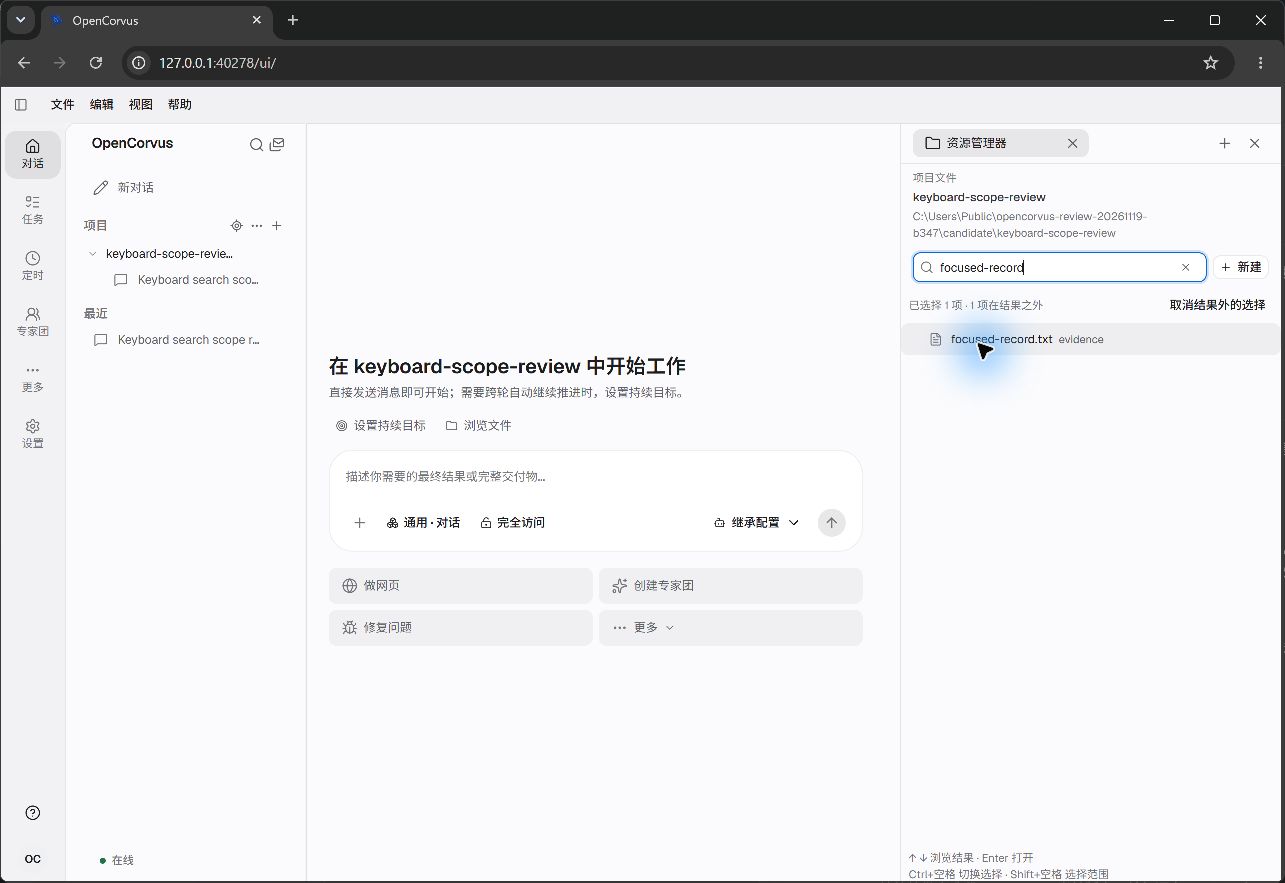 OpenCorvus
127.0.0.1:40278/ui/
文件 编辑 视图 帮助
对话
任务
定时
专家团
更多
设置
OC
OpenCorvus
新对话
项目
keyboard-scope-revie...
Keyboard search sco...
最近
Keyboard search scope r...
在线
在 keyboard-scope-review 中开始工作
直接发送消息即可开始；需要跨轮自动继续推进时，设置持续目标。
设置持续目标 浏览文件
描述你需要的最终结果或完整交付物...
通用 · 对话 完全访问 继承配置
做网页 创建专家团
修复问题 更多
资源管理器
项目文件
keyboard-scope-review
C:\Users\Public\opencorvus-review-20261119-
b347\candidate\keyboard-scope-review
focused-record 新建
已选择 1 项 · 1 项在结果之外 取消结果外的选择
focused-record.txt evidence
↑↓浏览结果 · Enter 打开
Ctrl+空格 切换选择 · Shift+空格 选择范围